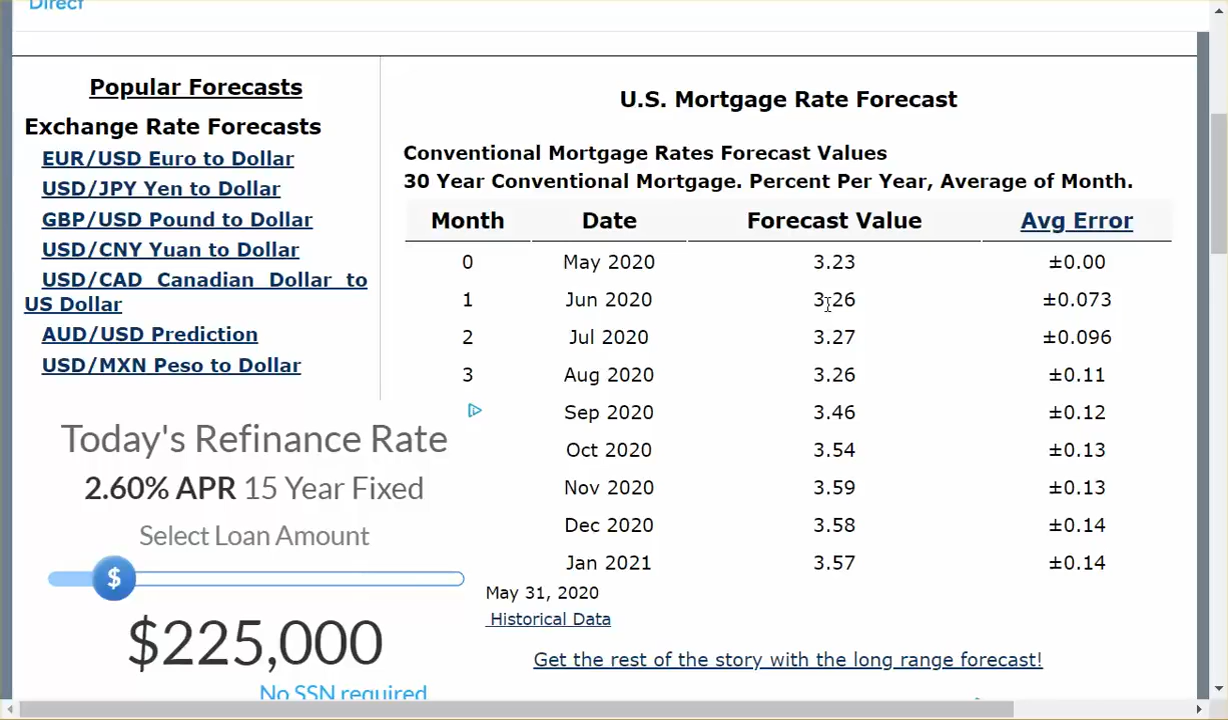 Direct
Popular Forecasts
Exchange Rate Forecasts
EUR/USD Euro to Dollar
USD/JPY Yen to Dollar
GBP/USD Pound to Dollar
USD/CNY Yuan to Dollar
USD/CAD Canadian Dollar to
US Dollar
AUD/USD Prediction
USD/MXN Peso to Dollar
Today's Refinance Rate
2.60% APR 15 Year Fixed
Select Loan Amount
$
$225,000
No SSN required
U.S. Mortgage Rate Forecast
Conventional Mortgage Rates Forecast Values
30 Year Conventional Mortgage. Percent Per Year, Average of Month.
Month Date Forecast Value Avg Error
0 May 2020 3.23 ±0.00
1 Jun 2020 3.26 ±0.073
2 Jul 2020 3.27 ±0.096
3 Aug 2020 3.26 ±0.11
Sep 2020 3.46 ±0.12
Oct 2020 3.54 ±0.13
Nov 2020 3.59 ±0.13
Dec 2020 3.58 ±0.14
Jan 2021 3.57 ±0.14
May 31, 2020
Historical Data
Get the rest of the story with the long range forecast!